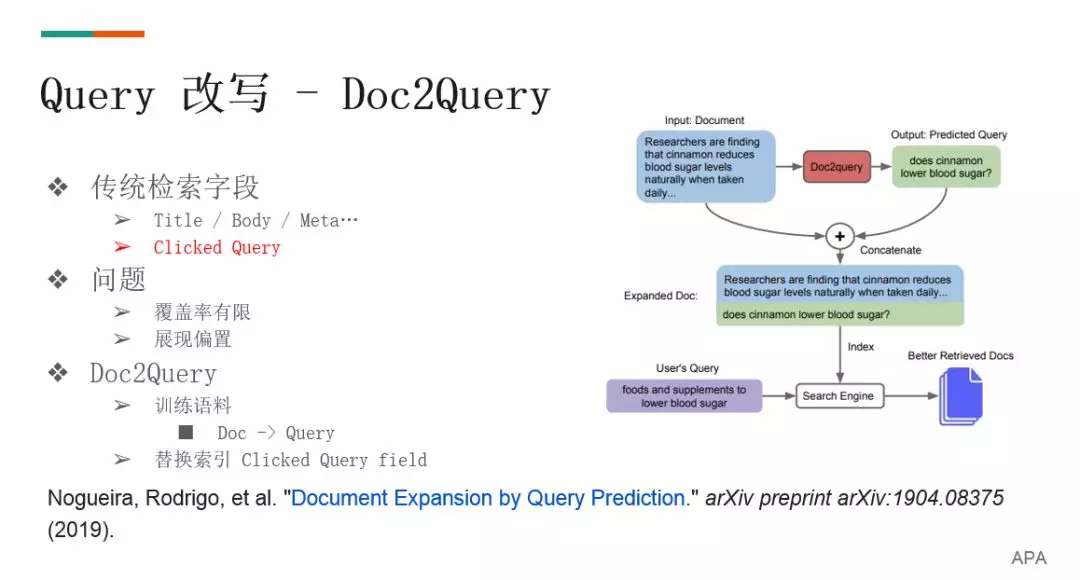 Query 改写 - Doc2Query
❖ 传统检索字段
➢ Title / Body / Meta…
➢ Clicked Query
❖ 问题
➢ 覆盖率有限
➢ 展现偏置
❖ Doc2Query
➢ 训练语料
■ Doc -> Query
➢ 替换索引 Clicked Query field
Input: Document
Researchers are finding
that cinnamon reduces
blood sugar levels
naturally when taken
daily...
Doc2query
Output: Predicted Query
does cinnamon
lower blood sugar?
+
Concatenate
Expanded Doc:
Researchers are finding that cinnamon reduces
blood sugar levels naturally when taken daily...
does cinnamon lower blood sugar?
Index
User's Query
foods and supplements to
lower blood sugar
Search Engine
Better Retrieved Docs
Nogueira, Rodrigo, et al. "Document Expansion by Query Prediction." arXiv preprint arXiv:1904.08375
(2019).
APA